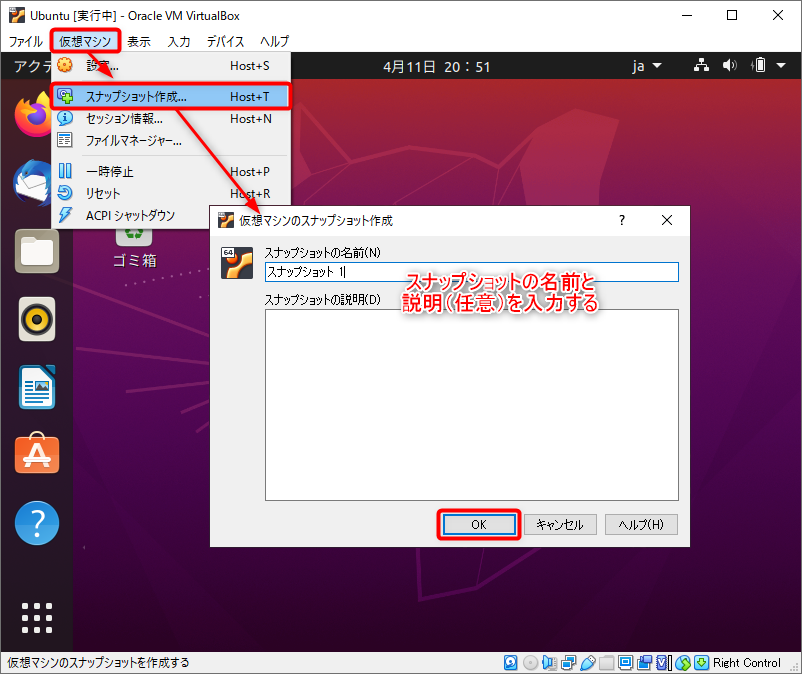 Ubuntu [実行中] - Oracle VM VirtualBox
ファイル 仮想マシン 表示 入力 デバイス ヘルプ
アクテ 4月11日 20：51 ja
設定... Host+S
スナップショット作成... Host+T
セッション情報... Host+N
ファイルマネージャー...
一時停止 Host+P
リセット Host+R
ACPI シャットダウン
ゴミ箱
仮想マシンのスナップショット作成 ?
64
スナップショットの名前(N)
スナップショット 1
スナップショットの名前と
説明（任意）を入力する
スナップショットの説明(D)
OK キャンセル ヘルプ(H)
仮想マシンのスナップショットを作成する Right Control